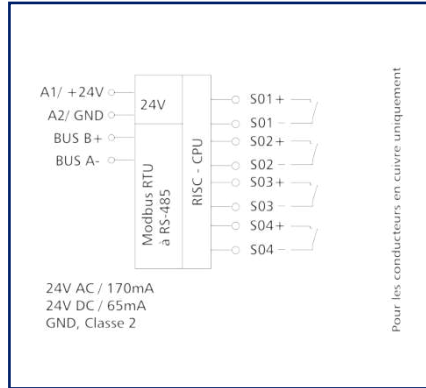 A1/ +24V
A2/ GND
BUS B+
BUS A-
24V
Modbus RTU
à RS-485
RISC - CPU
S01 +
S01 −
S02 +
S02 −
S03 +
S03 −
S04 +
S04 −
24V AC / 170mA
24V DC / 65mA
GND, Classe 2
Pour les conducteurs en cuivre uniquement